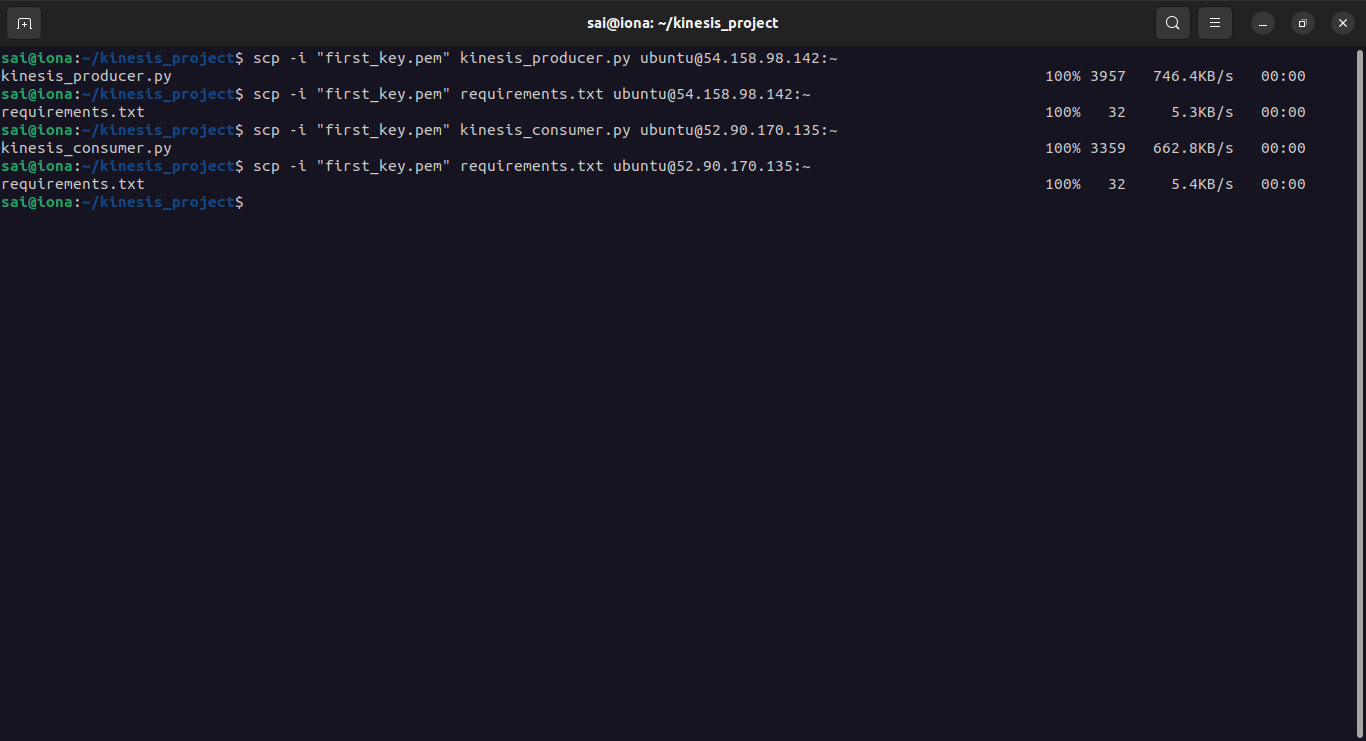 sai@iona: ~/kinesis_project
sai@iona:~/kinesis_project$ scp -i "first_key.pem" kinesis_producer.py ubuntu@54.158.98.142:~
kinesis_producer.py 100% 3957 746.4KB/s 00:00
sai@iona:~/kinesis_project$ scp -i "first_key.pem" requirements.txt ubuntu@54.158.98.142:~
requirements.txt 100% 32 5.3KB/s 00:00
sai@iona:~/kinesis_project$ scp -i "first_key.pem" kinesis_consumer.py ubuntu@52.90.170.135:~
kinesis_consumer.py 100% 3359 662.8KB/s 00:00
sai@iona:~/kinesis_project$ scp -i "first_key.pem" requirements.txt ubuntu@52.90.170.135:~
requirements.txt 100% 32 5.4KB/s 00:00
sai@iona:~/kinesis_project$